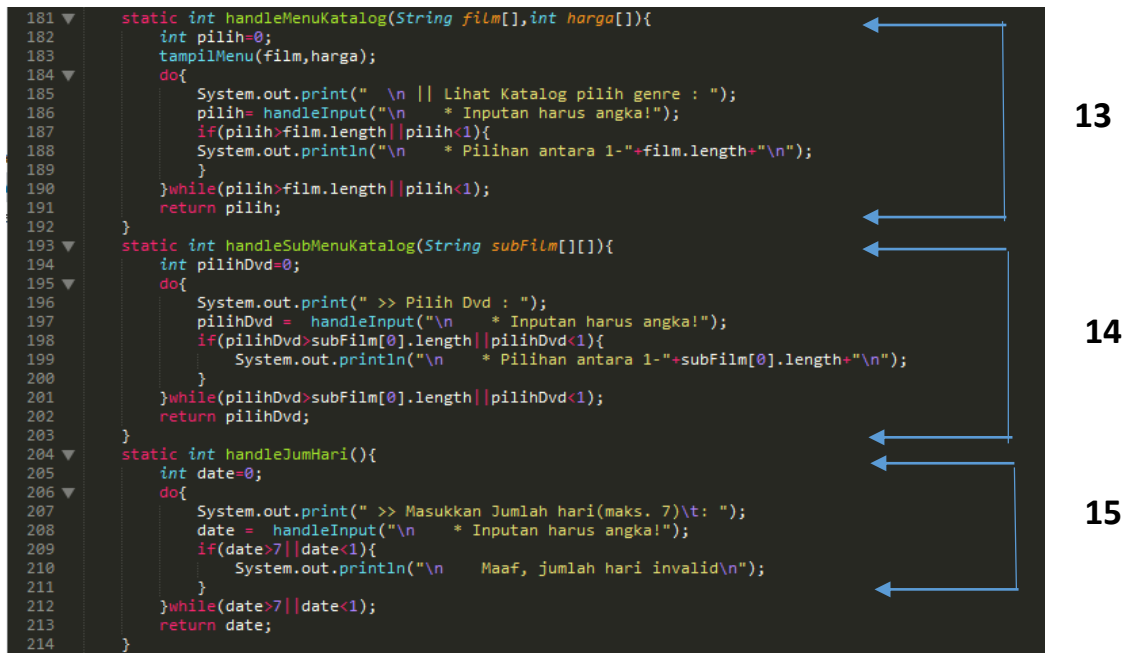 181 static int handleMenuKatalog(String film[],int harga[]){
182 int pilih=0;
183 tampilMenu(film,harga);
184 do{
185 System.out.print("  \n || Lihat Katalog pilih genre : ");
186 pilih= handleInput("\n    * Inputan harus angka!");
187 if(pilih>film.length||pilih<1){
188 System.out.println("\n    * Pilihan antara 1-"+film.length+"\n");
189 }
190 }while(pilih>film.length||pilih<1);
191 return pilih;
192 }
13
193 static int handleSubMenuKatalog(String subFilm[][]){
194 int pilihDvd=0;
195 do{
196 System.out.print(" >> Pilih Dvd : ");
197 pilihDvd =  handleInput("\n    * Inputan harus angka!");
198 if(pilihDvd>subFilm[0].length||pilihDvd<1){
199 System.out.println("\n    * Pilihan antara 1-"+subFilm[0].length+"\n");
200 }
201 }while(pilihDvd>subFilm[0].length||pilihDvd<1);
202 return pilihDvd;
203 }
14
204 static int handleJumHari(){
205 int date=0;
206 do{
207 System.out.print(" >> Masukkan Jumlah hari(maks. 7)\t: ");
208 date =  handleInput("\n    * Inputan harus angka!");
209 if(date>7||date<1){
210 System.out.println("\n    Maaf, jumlah hari invalid\n");
211 }
212 }while(date>7||date<1);
213 return date;
214 }
15